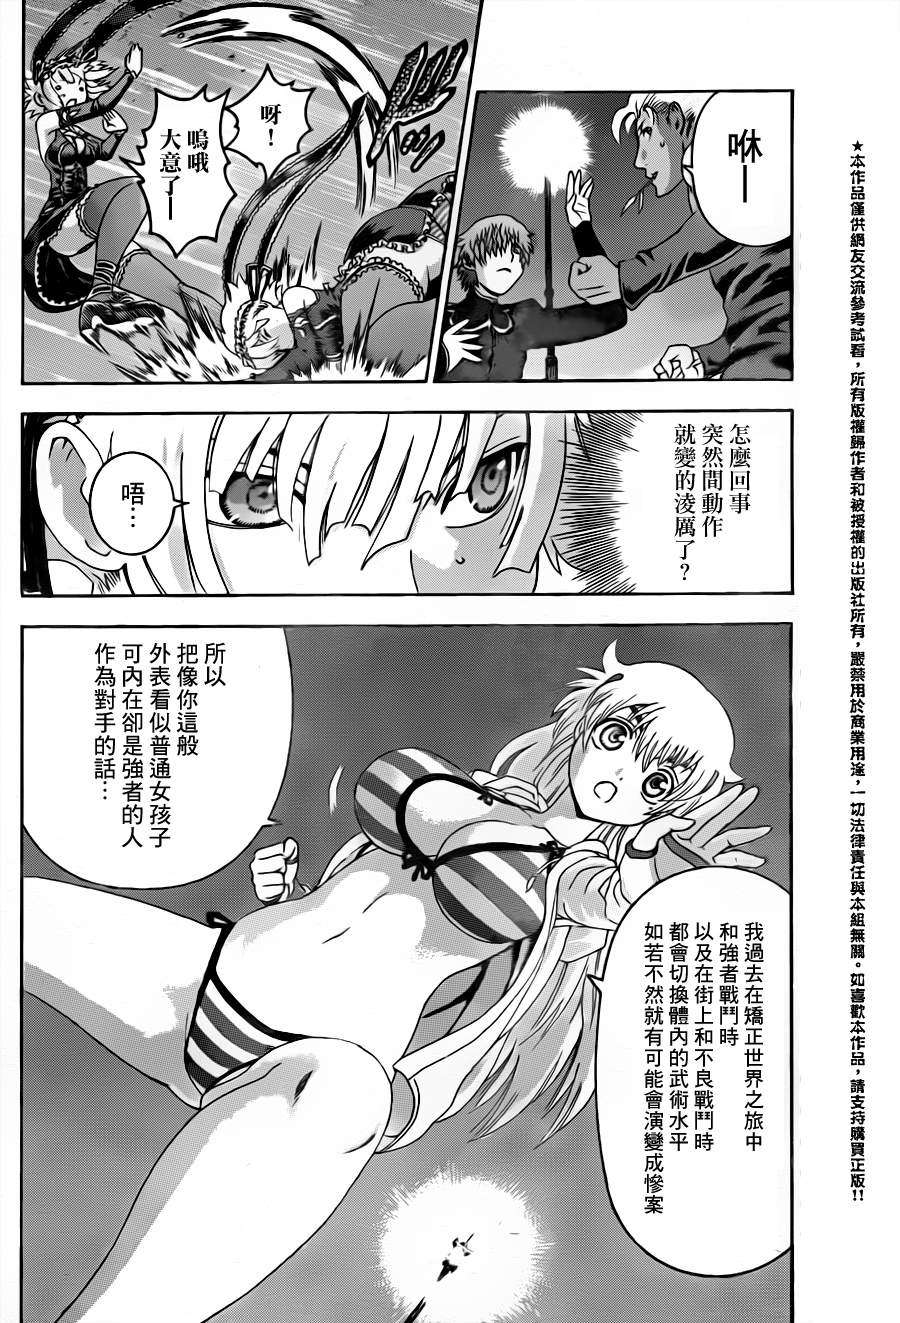 咻—
呀！
嗚哦
大意了—
怎麼回事
突然間動作
就變的淩厲了？
唔…
我過去在矯正世界之旅中
和強者戰鬥時
以及在街上和不良戰鬥時
都會切換體內的武術水平
如若不然就有可能會演變成慘案
所以
把像你這般
外表看似普通女孩子
可內在卻是強者的人
作為對手的話…
★本作品僅供網友交流參考試看，所有版權歸作者和被授權的出版社所有，嚴禁用於商業用途，一切法律責任與本組無關。如喜歡本作品，請支持購買正版!!